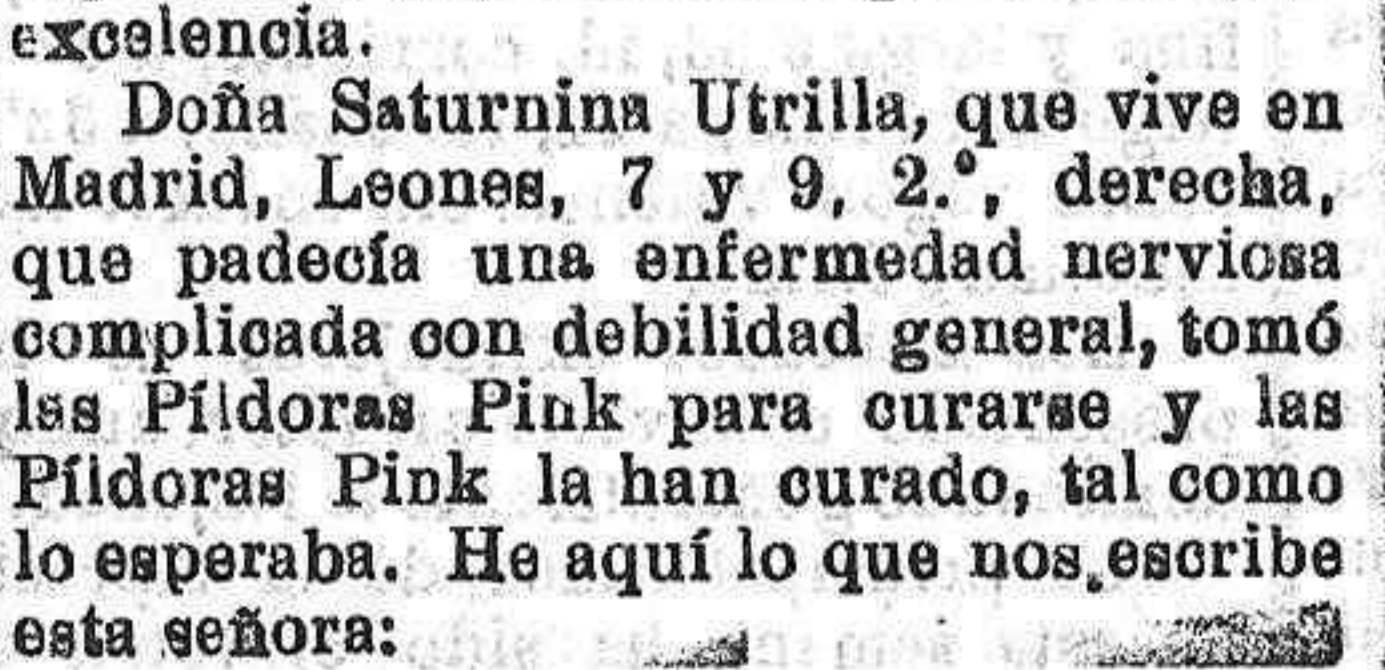 excelencia.
Doña Saturnina Utrilla, que vive en
Madrid, Leones, 7 y 9, 2.º, derecha,
que padecía una enfermedad nerviosa
complicada con debilidad general, tomó
las Píldoras Pink para curarse y las
Píldoras Pink la han curado, tal como
lo esperaba. He aquí lo que nos escribe
esta señora: